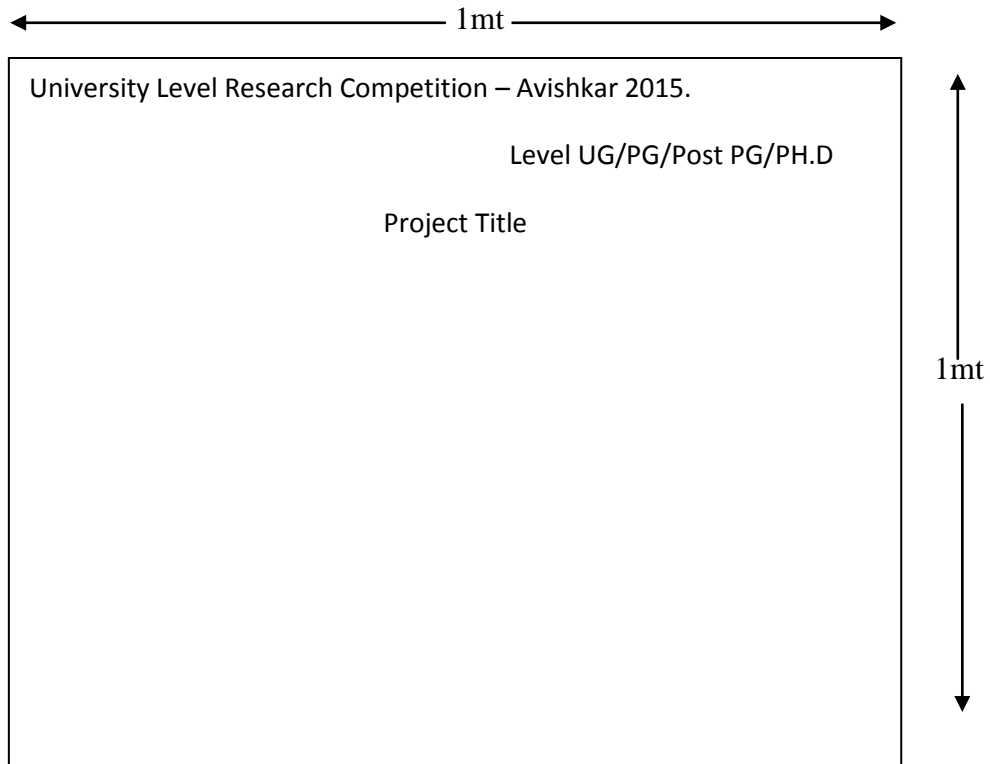 1mt
University Level Research Competition – Avishkar 2015.
Level UG/PG/Post PG/PH.D
Project Title
1mt